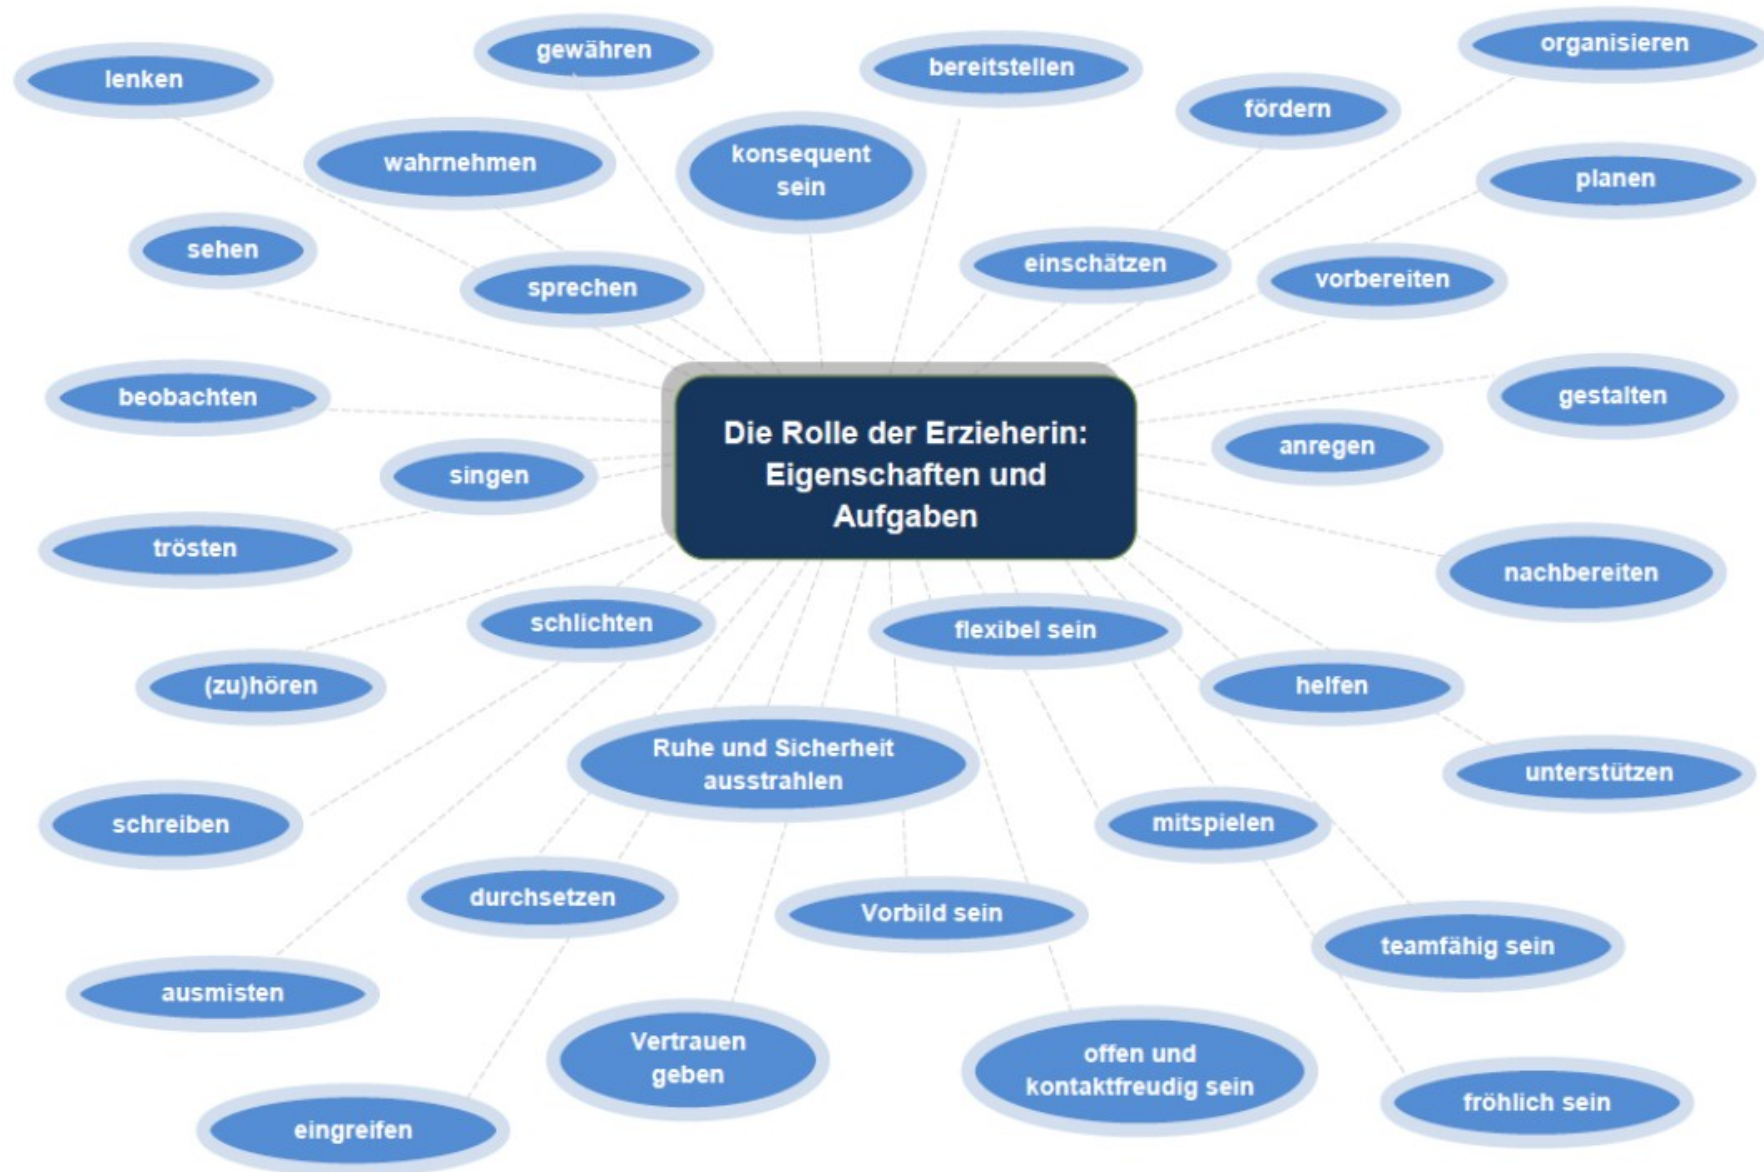 gewähren
organisieren
bereitstellen
lenken
fördern
wahrnehmen
konsequent
sein
planen
sehen
einschätzen
vorbereiten
sprechen
beobachten
gestalten
Die Rolle der Erzieherin:
Eigenschaften und
Aufgaben
anregen
singen
trösten
nachbereiten
schlichten
flexibel sein
(zu)hören
helfen
Ruhe und Sicherheit
ausstrahlen
unterstützen
schreiben
mitspielen
durchsetzen
Vorbild sein
teamfähig sein
ausmisten
Vertrauen
geben
offen und
kontaktfreudig sein
fröhlich sein
eingreifen